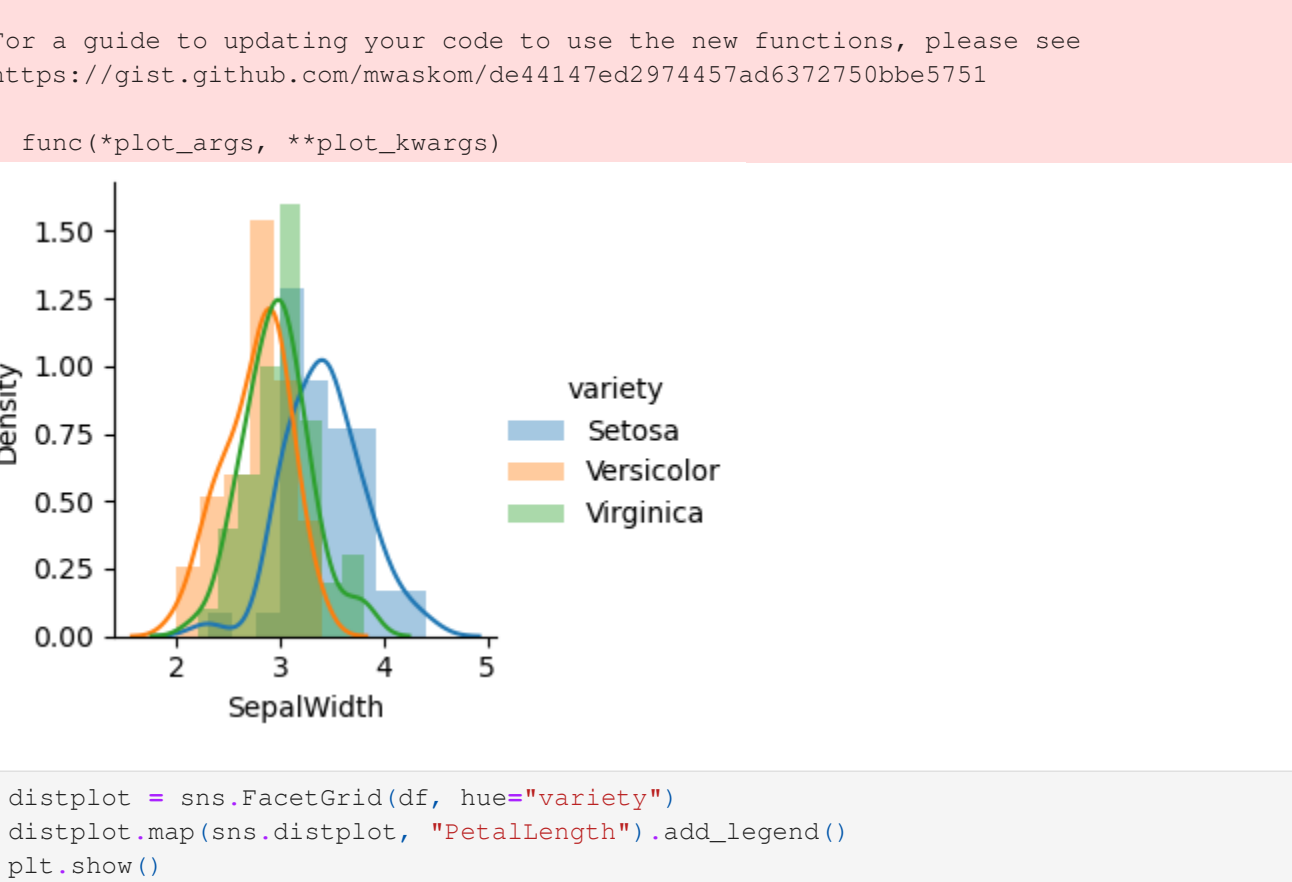 For a guide to updating your code to use the new functions, please see
https://gist.github.com/mwaskom/de44147ed2974457ad6372750bbe5751
func(*plot_args, **plot_kwargs)
1.50
1.25
1.00
0.75
0.50
0.25
0.00
Density
2 3 4 5
SepalWidth
variety
Setosa
Versicolor
Virginica
distplot = sns.FacetGrid(df, hue="variety")
distplot.map(sns.distplot, "PetalLength").add_legend()
plt.show()